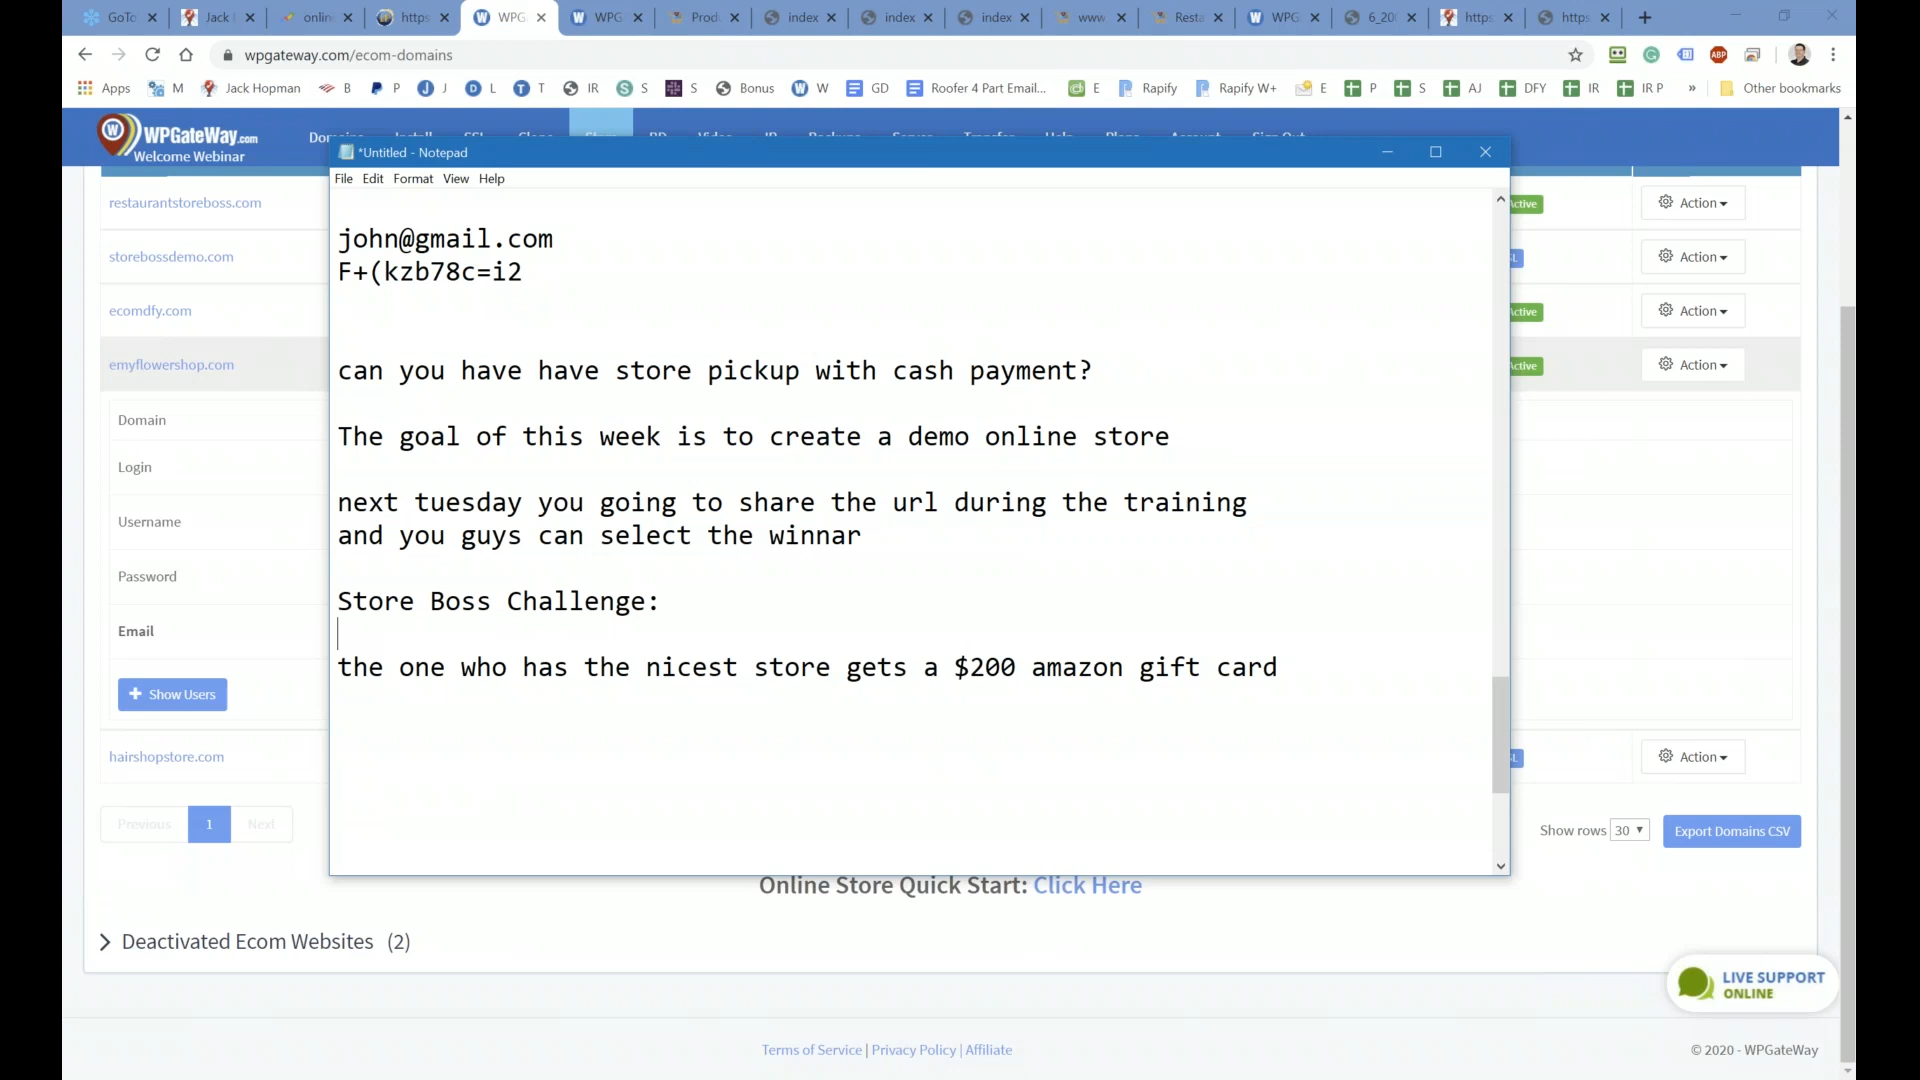 GoTo
Jack
onlin
https
WPG
WPG
Prod
index
index
index
www
Resta
WPG
6_20
https
https
wpgateway.com/ecom-domains
ABP
Apps
M
Jack Hopman
B
P
J
L
T
IR
S
S
Bonus
W
GD
Roofer 4 Part Email...
E
Rapify
Rapify W+
E
P
S
AJ
DFY
IR
IR P
»
Other bookmarks
WPGateWay.com
Welcome Webinar
*Untitled - Notepad
File Edit Format View Help
john@gmail.com
F+(kzb78c=i2
can you have have store pickup with cash payment?
The goal of this week is to create a demo online store
next tuesday you going to share the url during the training
and you guys can select the winnar
Store Boss Challenge:
the one who has the nicest store gets a $200 amazon gift card
restaurantstoreboss.com
Action
storebossdemo.com
Action
ecomdfy.com
Action
emyflowershop.com
Action
Domain
Login
Username
Password
Email
+ Show Users
hairshopstore.com
Action
Previous 1 Next
Show rows 30
Export Domains CSV
Online Store Quick Start: Click Here
Deactivated Ecom Websites (2)
LIVE SUPPORT
ONLINE
Terms of Service | Privacy Policy | Affiliate
© 2020 - WPGateWay